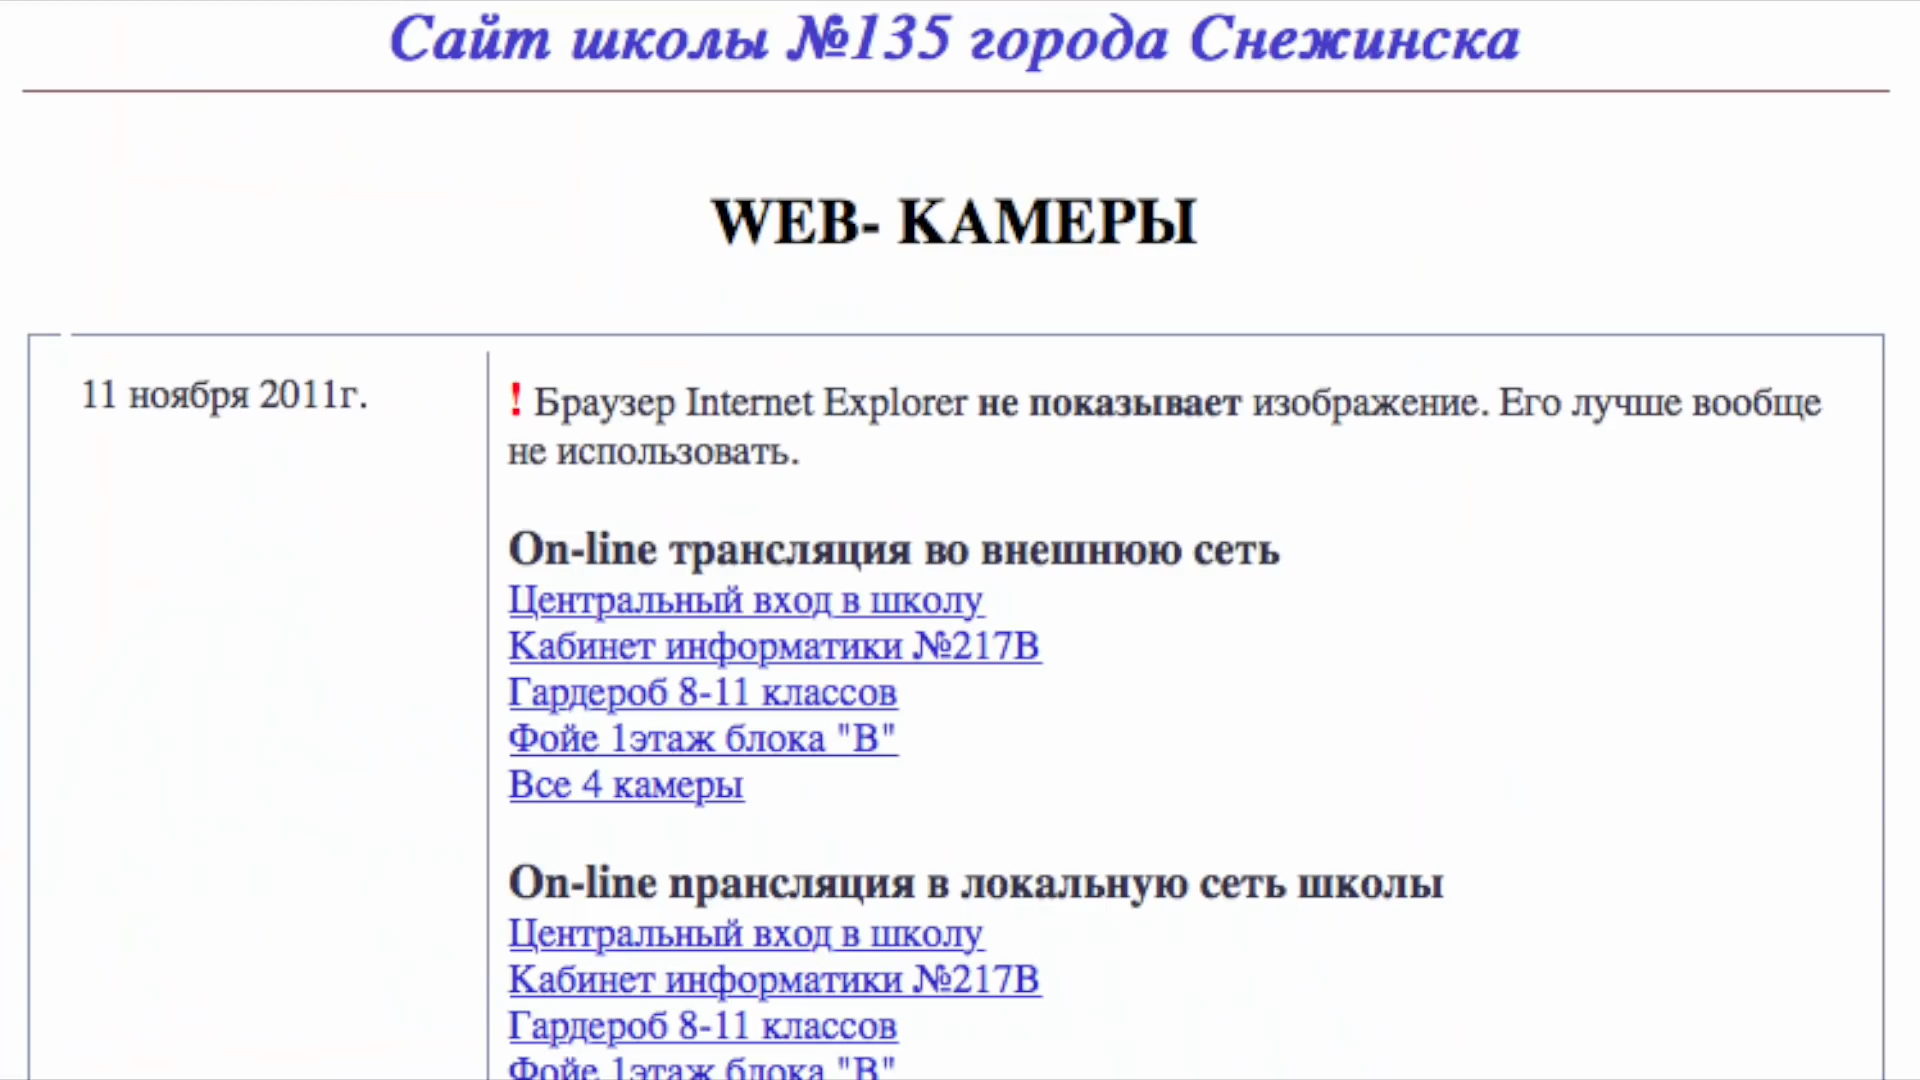 Сайт школы №135 города Снежинска
WEB- КАМЕРЫ
11 ноября 2011г.
! Браузер Internet Explorer не показывает изображение. Его лучше вообще
не использовать.
On-line трансляция во внешнюю сеть
Центральный вход в школу
Кабинет информатики №217В
Гардероб 8-11 классов
Фойе 1этаж блока "В"
Все 4 камеры
On-line прансляция в локальную сеть школы
Центральный вход в школу
Кабинет информатики №217В
Гардероб 8-11 классов
Фойе 1этаж блока "В"